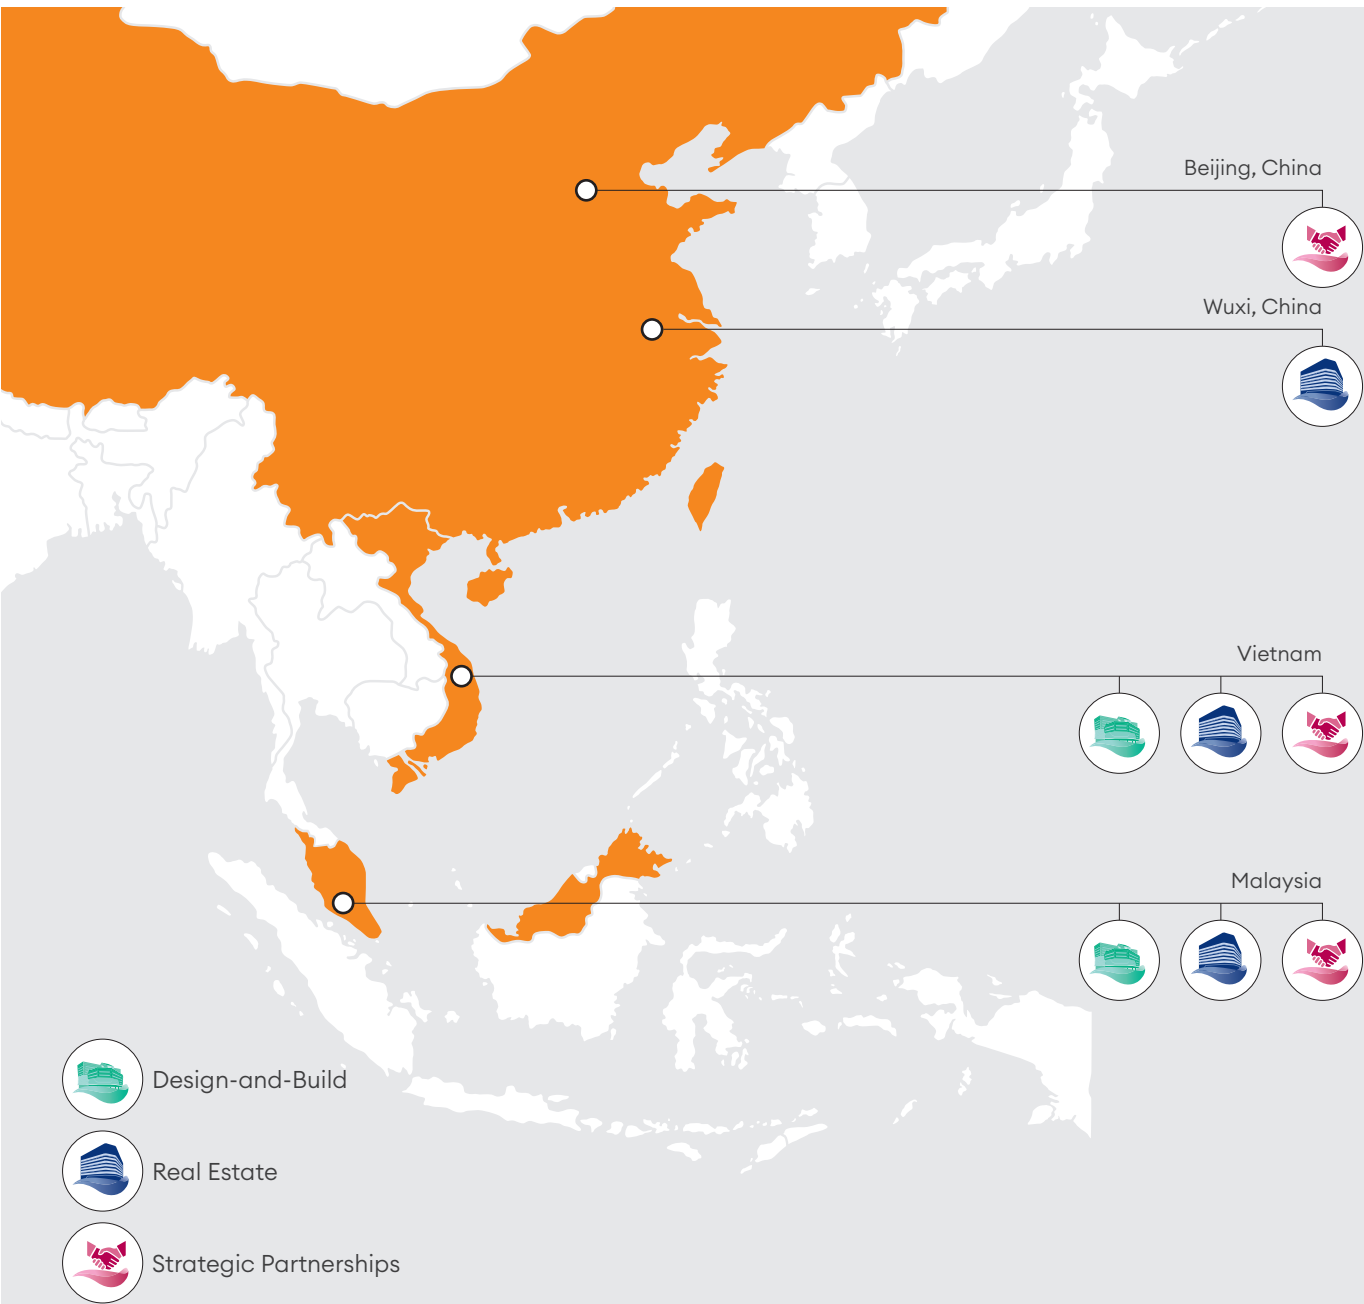 Beijing, China
Wuxi, China
Vietnam
Malaysia
Design-and-Build
Real Estate
Strategic Partnerships